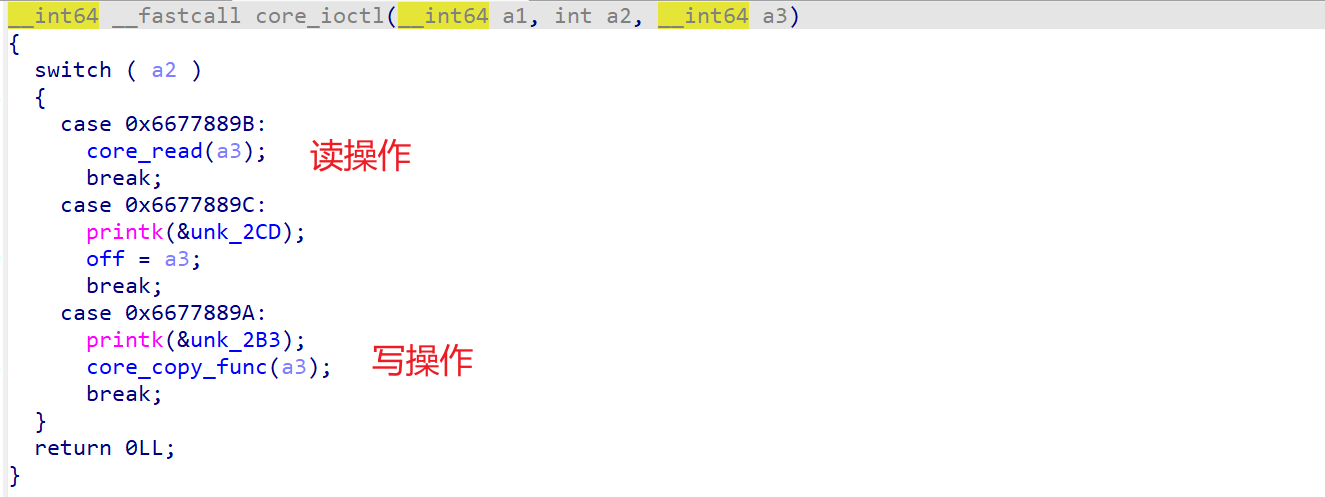 __int64 __fastcall core_ioctl(__int64 a1, int a2, __int64 a3)
{
  switch ( a2 )
  {
    case 0x6677889B:
      core_read(a3);  读操作
      break;
    case 0x6677889C:
      printk(&unk_2CD);
      off = a3;
      break;
    case 0x6677889A:
      printk(&unk_2B3);
      core_copy_func(a3);  写操作
      break;
  }
  return 0LL;
}